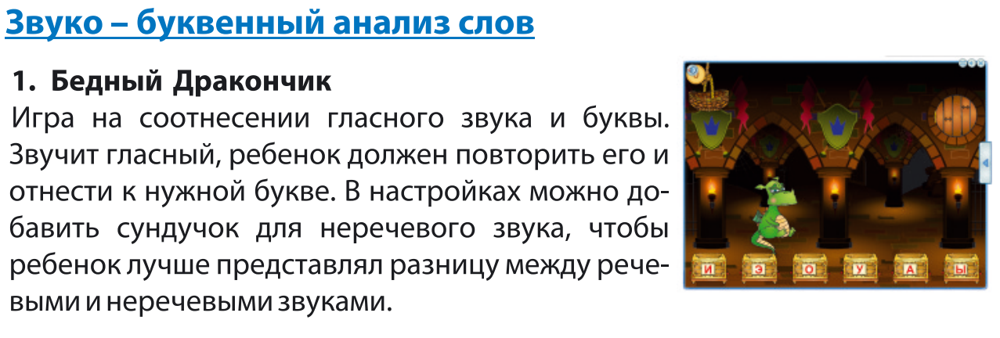 Звуко – буквенный анализ слов
1. Бедный Дракончик
Игра на соотнесении гласного звука и буквы.
Звучит гласный, ребенок должен повторить его и
отнести к нужной букве. В настройках можно до-
бавить сундучок для неречевого звука, чтобы
ребенок лучше представлял разницу между рече-
выми и неречевыми звуками.
И Э О У А Ы